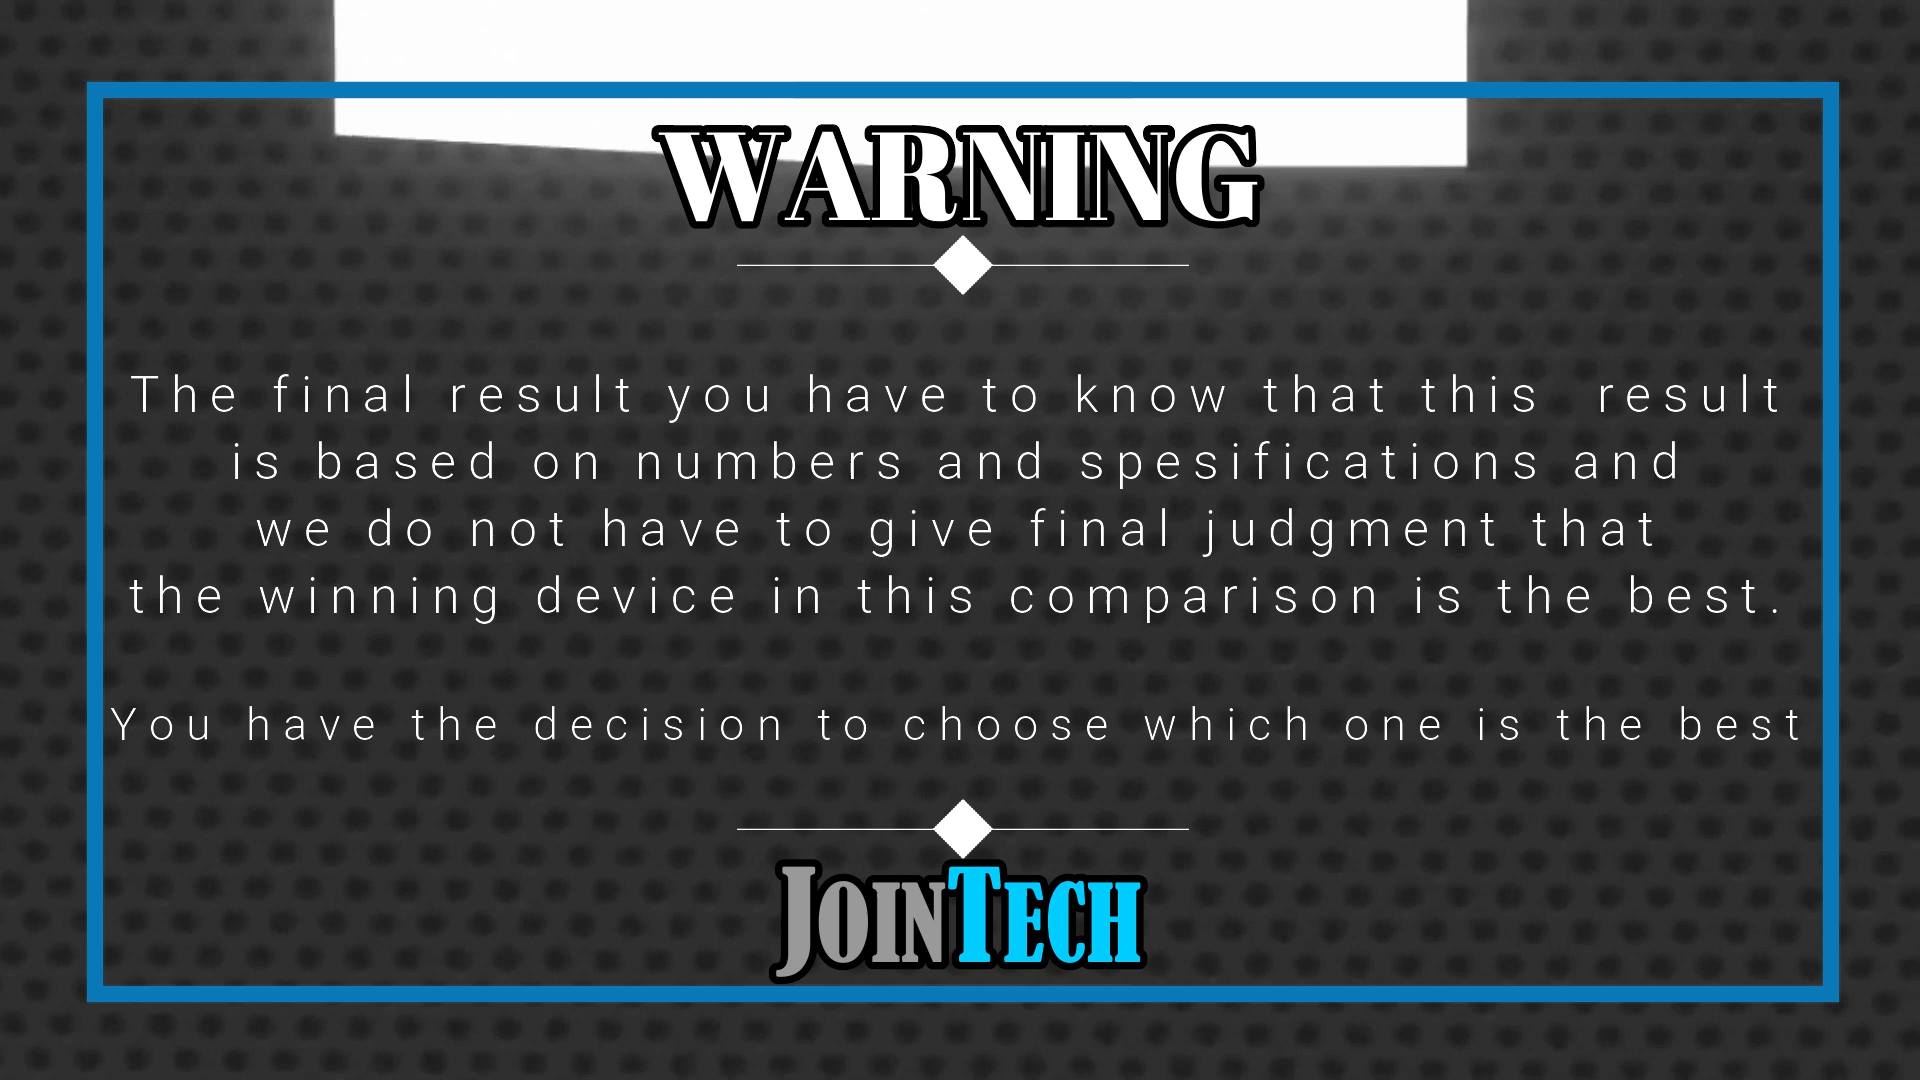 WARNING
The final result you have to know that this result
is based on numbers and spesifications and
we do not have to give final judgment that
the winning device in this comparison is the best.
You have the decision to choose which one is the best
JOINTECH